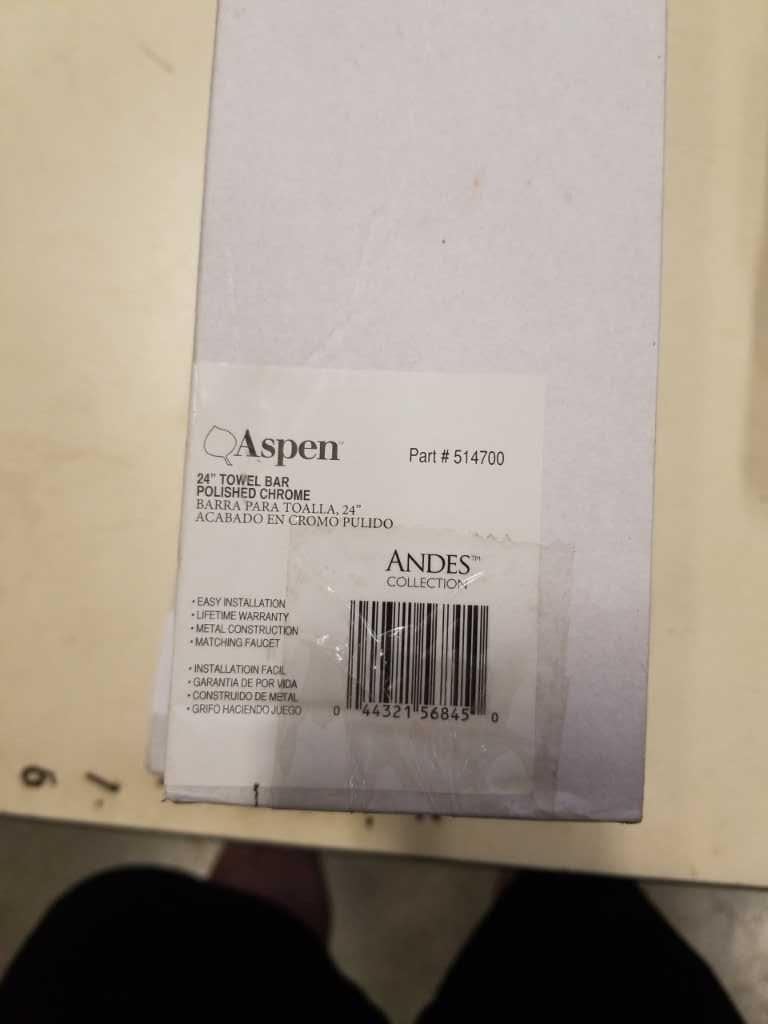 Aspen™
Part # 514700
24" TOWEL BAR
POLISHED CHROME
BARRA PARA TOALLA, 24"
ACABADO EN CROMO PULIDO
ANDES™
COLLECTION
• EASY INSTALLATION
• LIFETIME WARRANTY
• METAL CONSTRUCTION
• MATCHING FAUCET
• INSTALLATIOIN FACIL
• GARANTIA DE POR VIDA
• CONSTRUIDO DE METAL
• GRIFO HACIENDO JUEGO
0 44321 56845 0